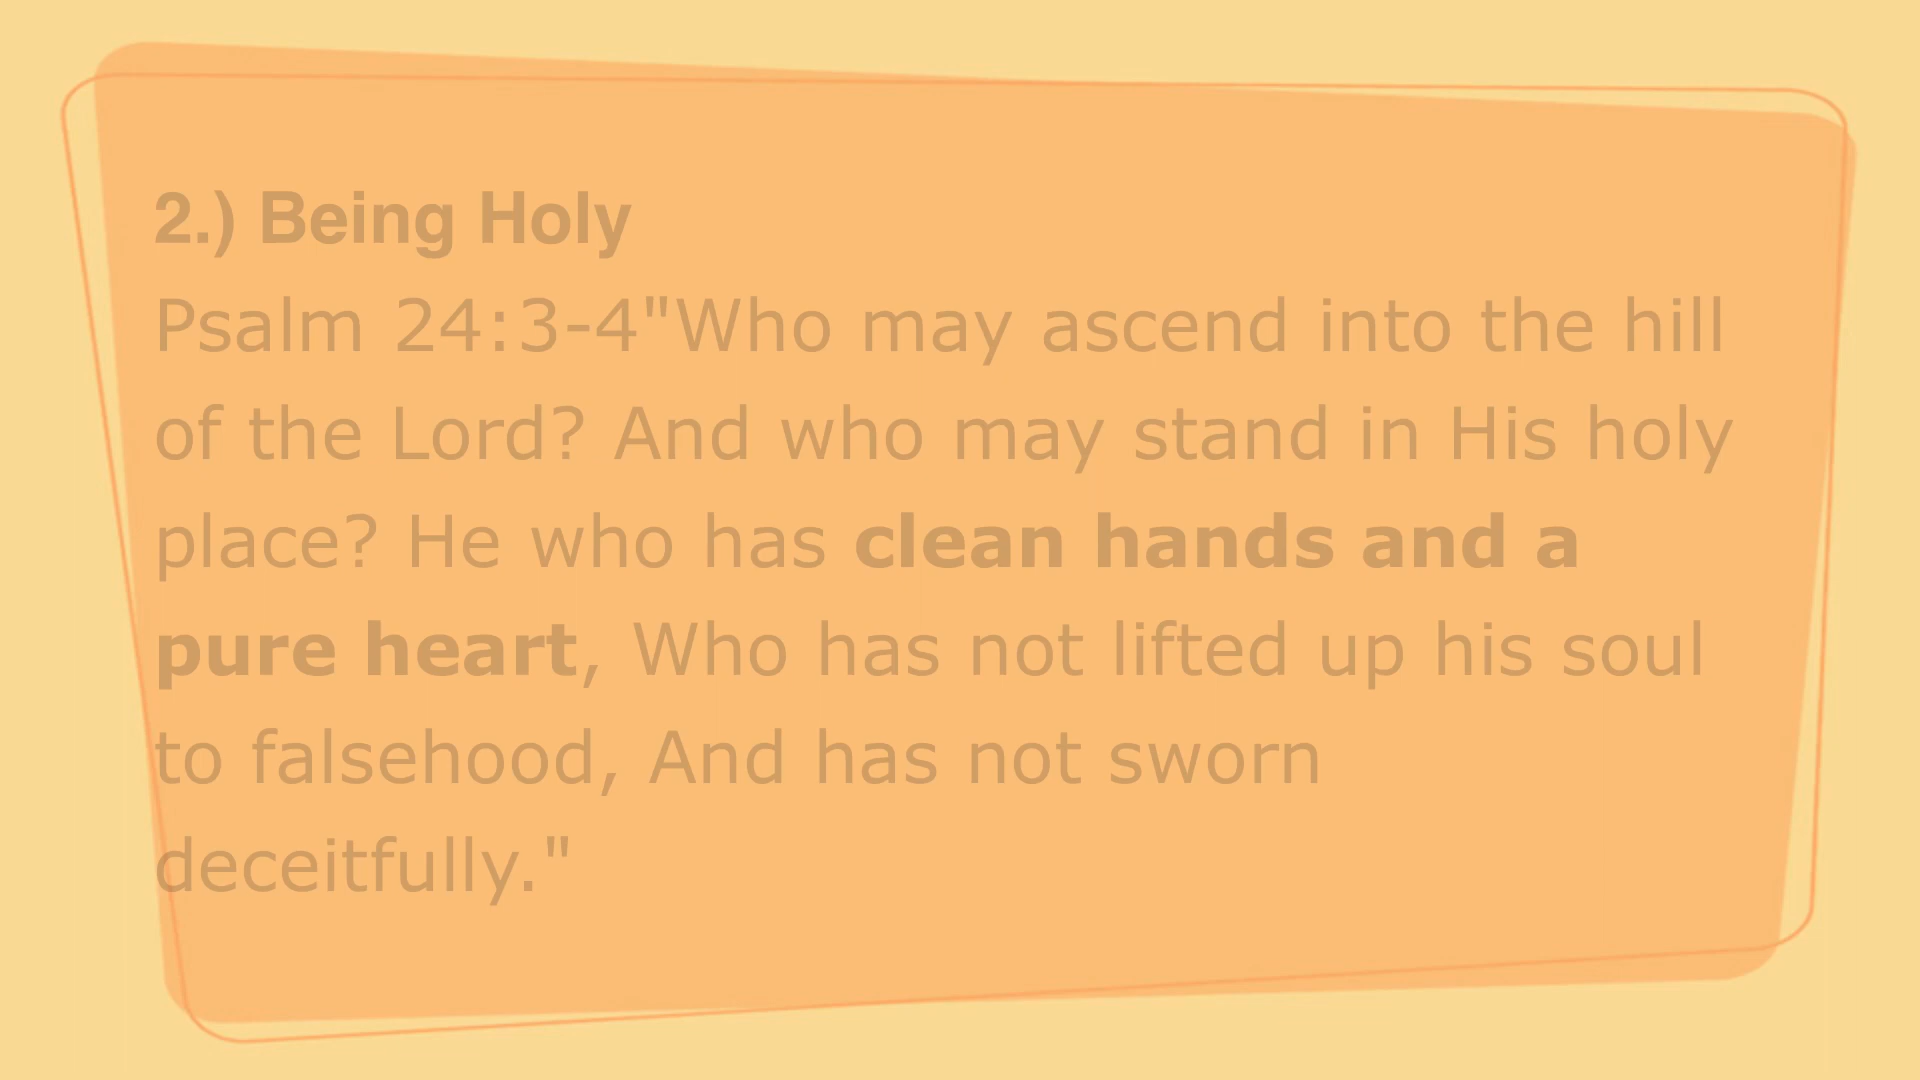 2.) Being Holy
Psalm 24:3-4"Who may ascend into the hill
of the Lord? And who may stand in His holy
place? He who has clean hands and a
pure heart, Who has not lifted up his soul
to falsehood, And has not sworn
deceitfully."